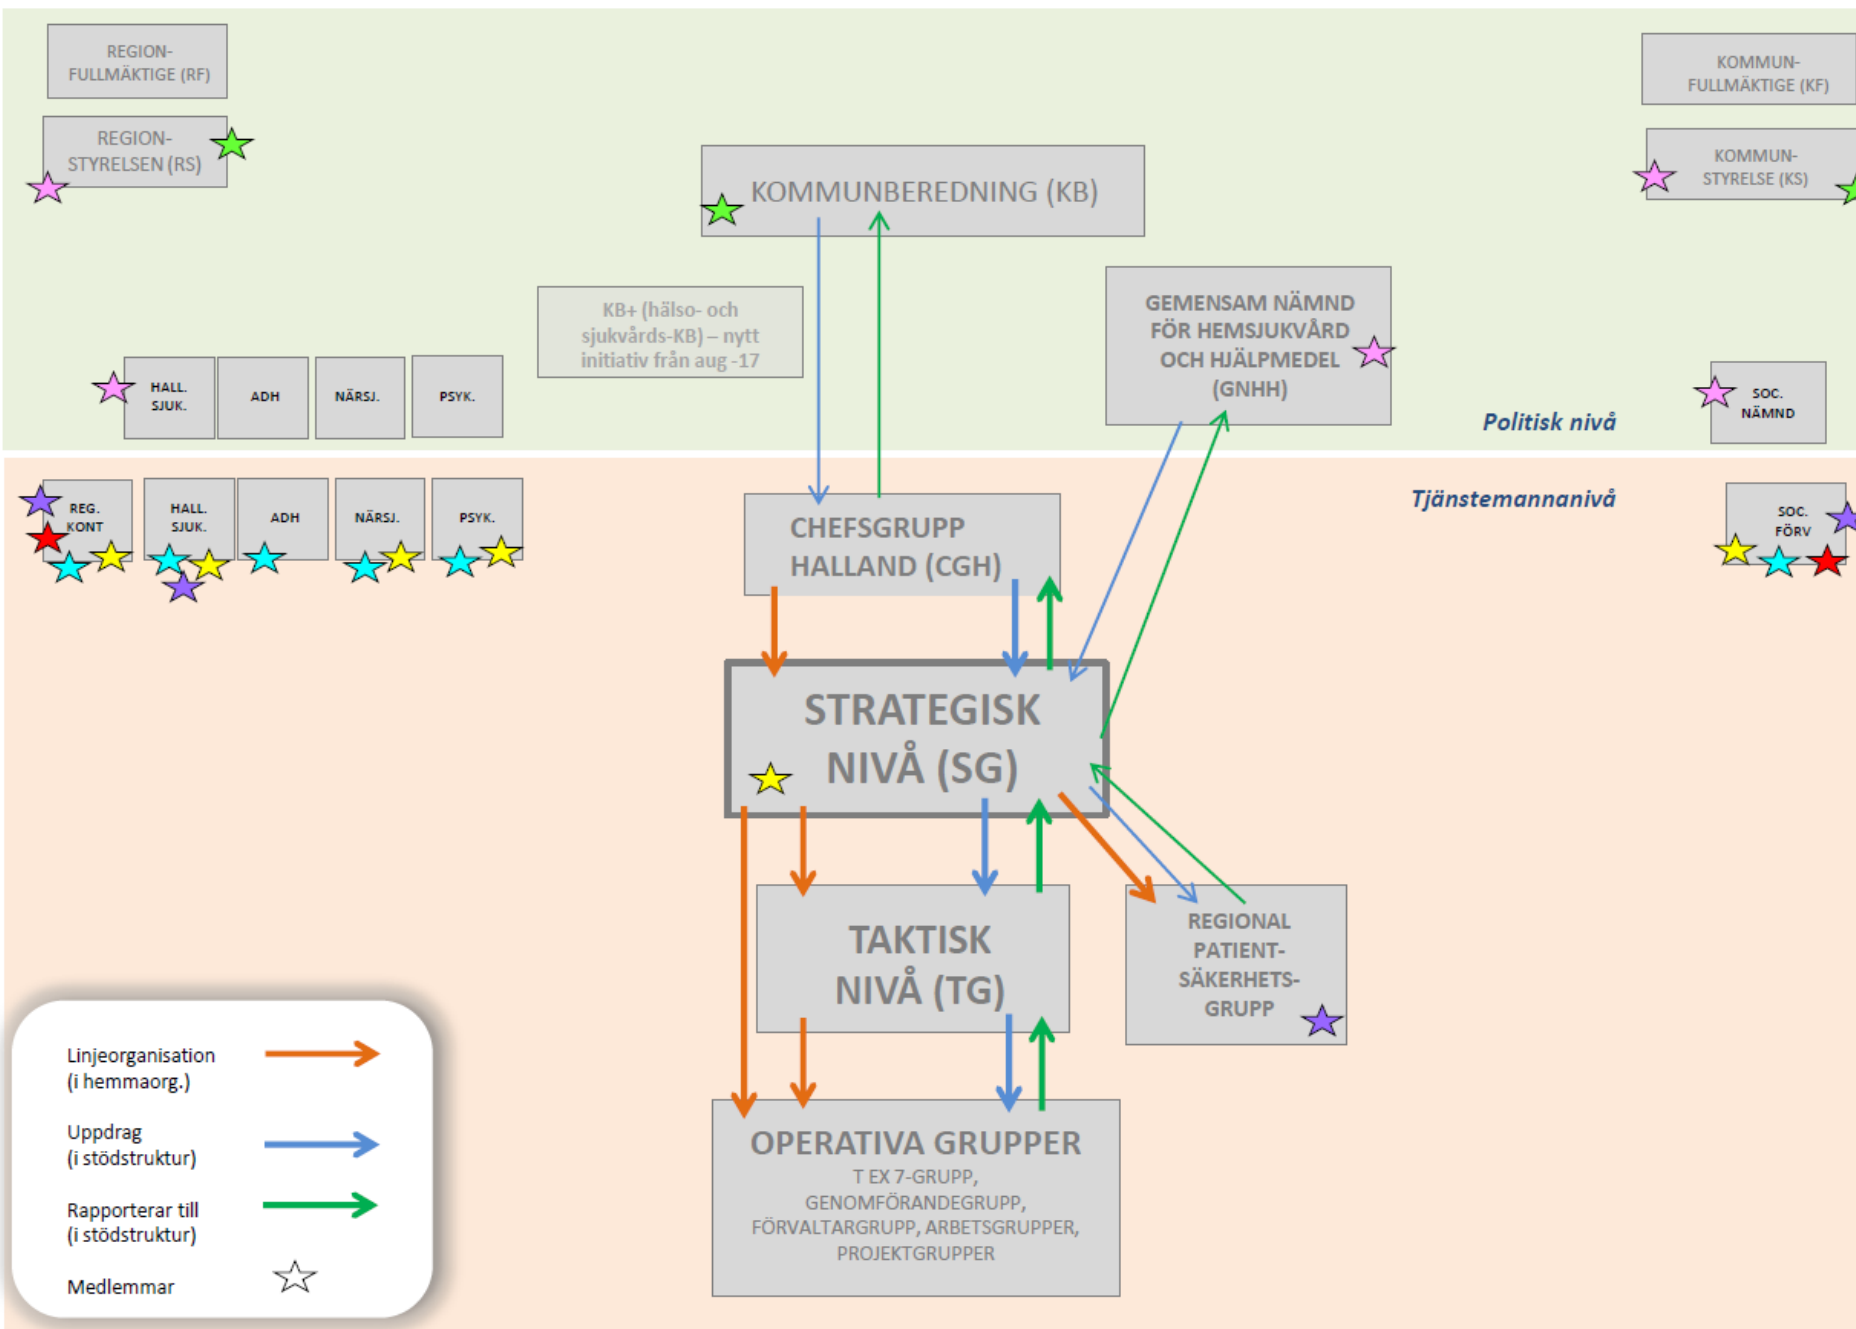 REGION-
FULLMÄKTIGE (RF)
KOMMUN-
FULLMÄKTIGE (KF)
REGION-
STYRELSEN (RS)
KOMMUN-
STYRELSE (KS)
KOMMUNBEREDNING (KB)
KB+ (hälso- och
sjukvårds-KB) – nytt
initiativ från aug -17
GEMENSAM NÄMND
FÖR HEMSJUKVÅRD
OCH HJÄLPMEDEL
(GNHH)
HALL.
SJUK.
ADH
NÄRSJ.
PSYK.
Politisk nivå
SOC.
NÄMND
REG.
KONT
HALL.
SJUK.
ADH
NÄRSJ.
PSYK.
CHEFSGRUPP
HALLAND (CGH)
Tjänstemannanivå
SOC.
FÖRV
STRATEGISK
NIVÅ (SG)
TAKTISK
NIVÅ (TG)
REGIONAL
PATIENT-
SÄKERHETS-
GRUPP
OPERATIVA GRUPPER
T EX 7-GRUPP,
GENOMFÖRANDEGRUPP,
FÖRVALTARGRUPP, ARBETSGRUPPER,
PROJEKTGRUPPER
Linjeorganisation
(i hemmaorg.)
Uppdrag
(i stödstruktur)
Rapporterar till
(i stödstruktur)
Medlemmar